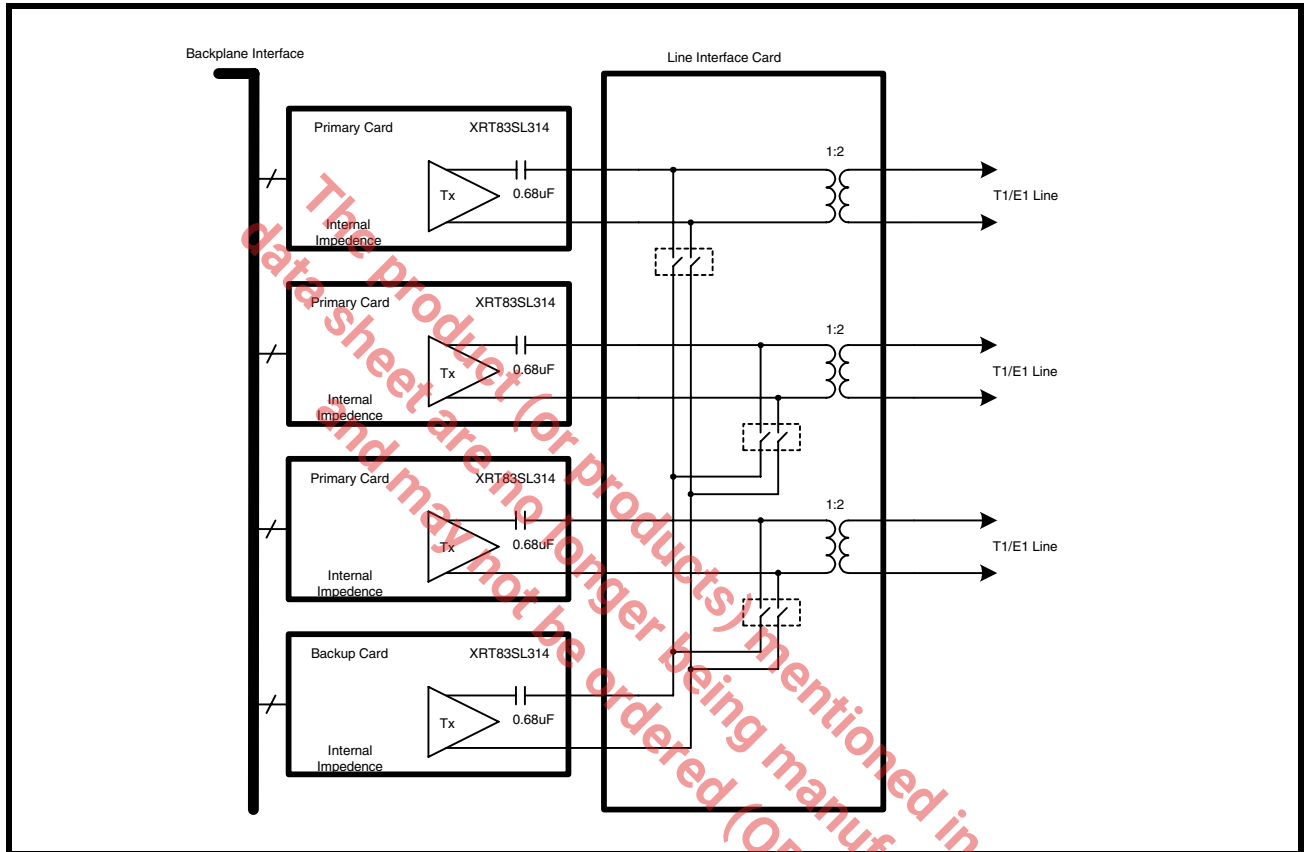 Backplane Interface
Line Interface Card
Primary Card
XRT83SL314
Tx
0.68uF
Internal
Impedence
1:2
T1/E1 Line
Primary Card
XRT83SL314
Tx
0.68uF
Internal
Impedence
1:2
T1/E1 Line
Primary Card
XRT83SL314
Tx
0.68uF
Internal
Impedence
1:2
T1/E1 Line
Backup Card
XRT83SL314
Tx
0.68uF
Internal
Impedence
The product (or products) mentioned in
data sheet are no longer being manuf
and may not be ordered (OB